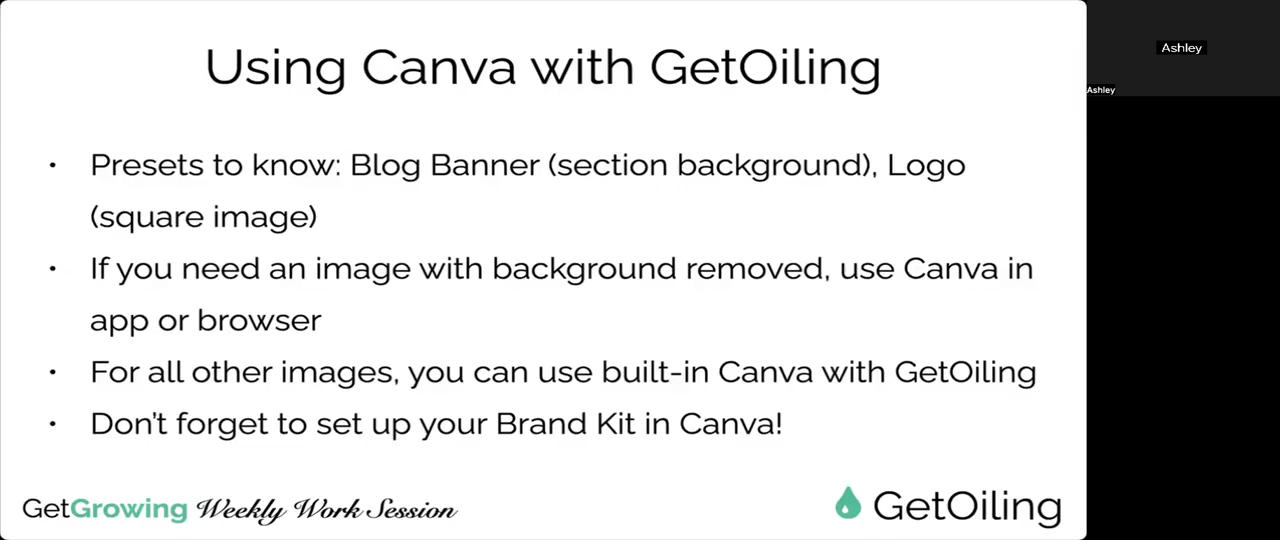 Using Canva with GetOiling
• Presets to know: Blog Banner (section background), Logo
(square image)
• If you need an image with background removed, use Canva in
app or browser
• For all other images, you can use built-in Canva with GetOiling
• Don't forget to set up your Brand Kit in Canva!
GetGrowing Weekly Work Session
GetOiling
Ashley
Ashley